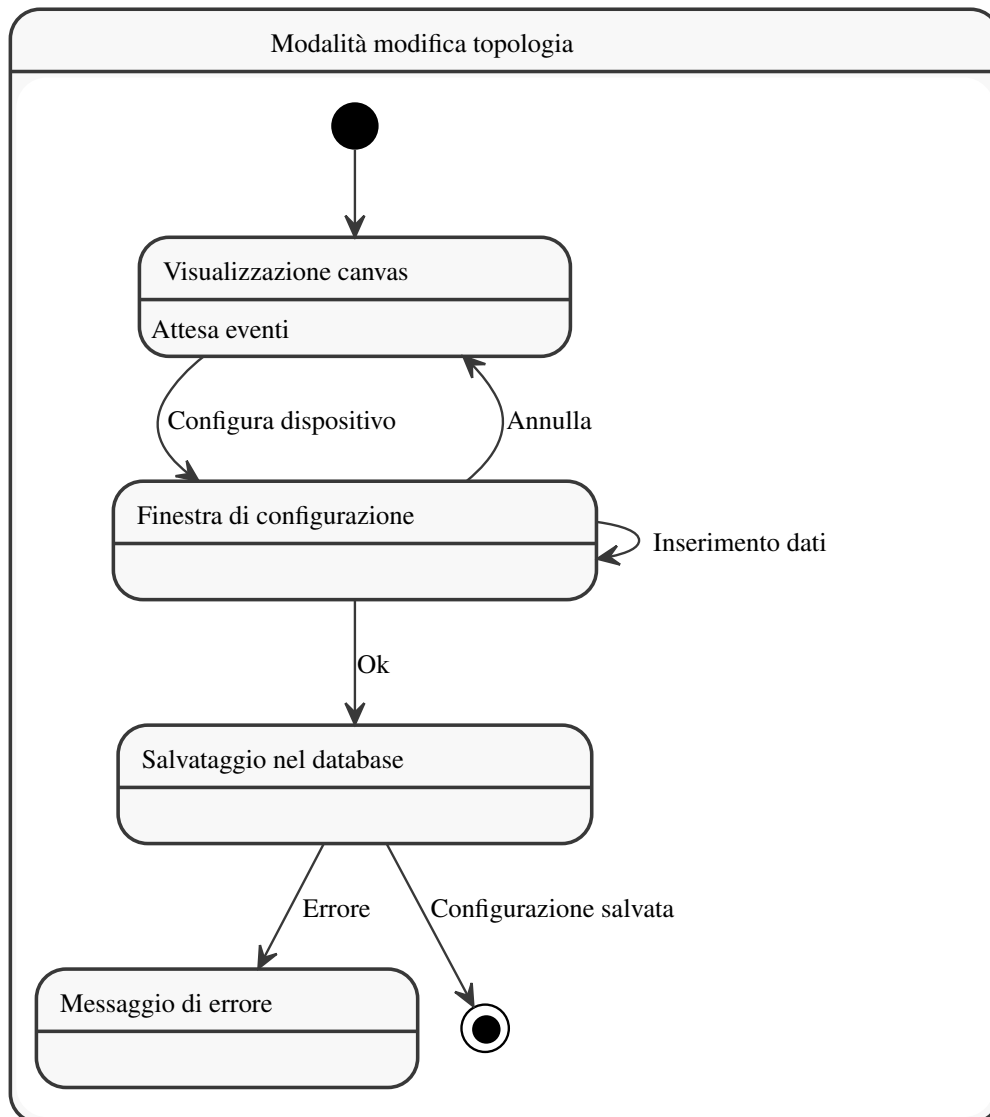 Modalità modifica topologia
Visualizzazione canvas
Attesa eventi
Configura dispositivo
Annulla
Finestra di configurazione
Inserimento dati
Ok
Salvataggio nel database
Errore
Configurazione salvata
Messaggio di errore